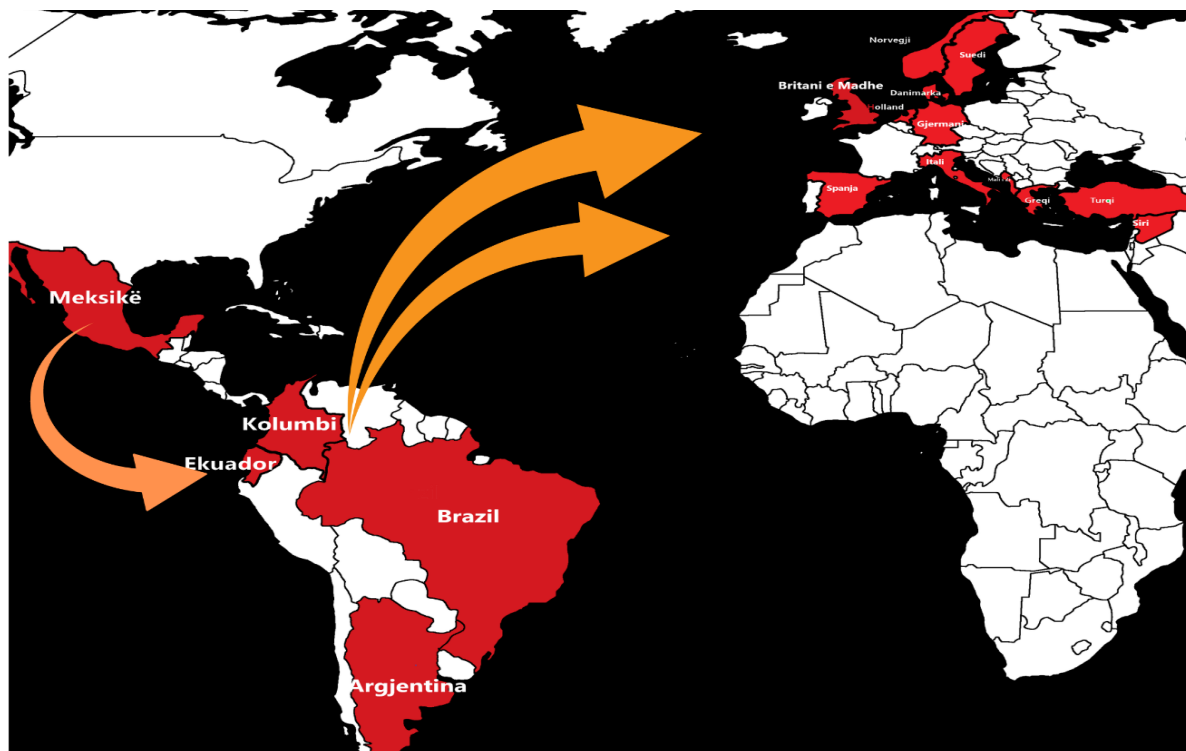 Norvegji
Suedi
Britani e Madhe
Danimarka
Holland
Gjermani
Itali
Spanja
Greqi
Turqi
Siri
Meksikë
Kolumbi
Ekuador
Brazil
Argjentina